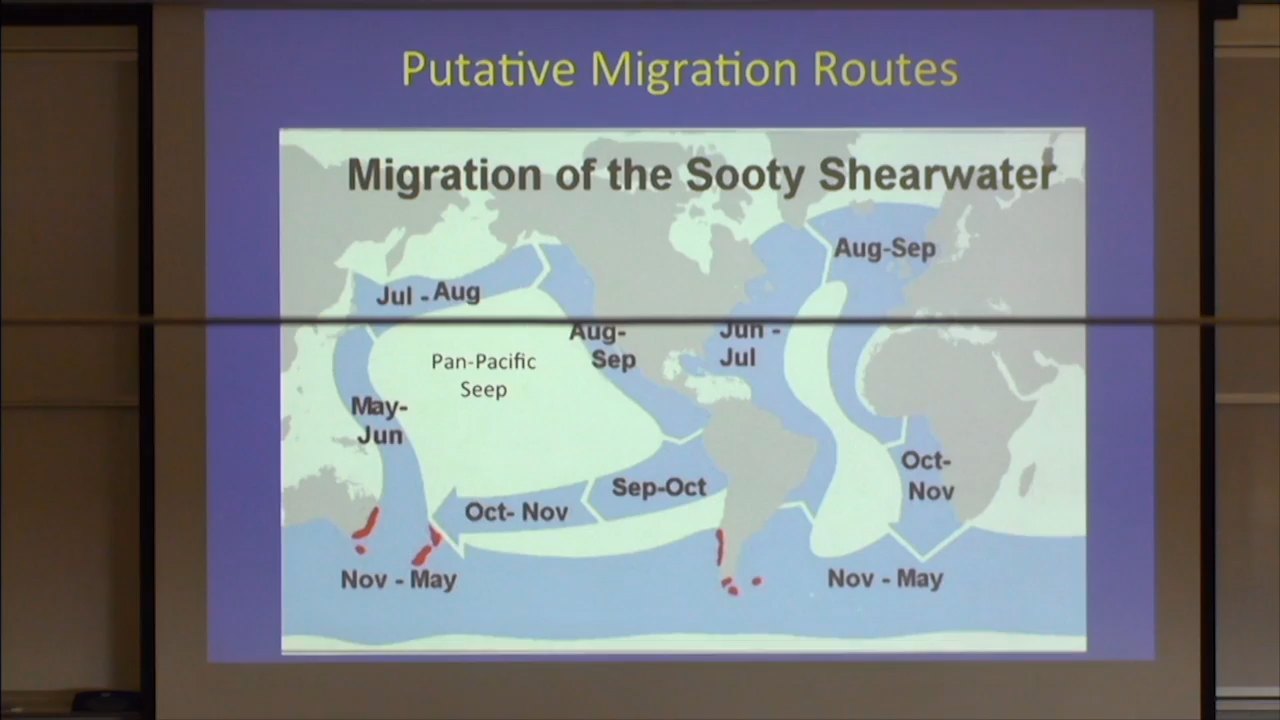 Putative Migration Routes
Migration of the Sooty Shearwater
Aug-Sep
Jul - Aug
Aug-
Sep
Jun -
Jul
Pan-Pacific
Seep
May-
Jun
Oct-
Nov
Sep-Oct
Oct- Nov
Nov - May
Nov - May